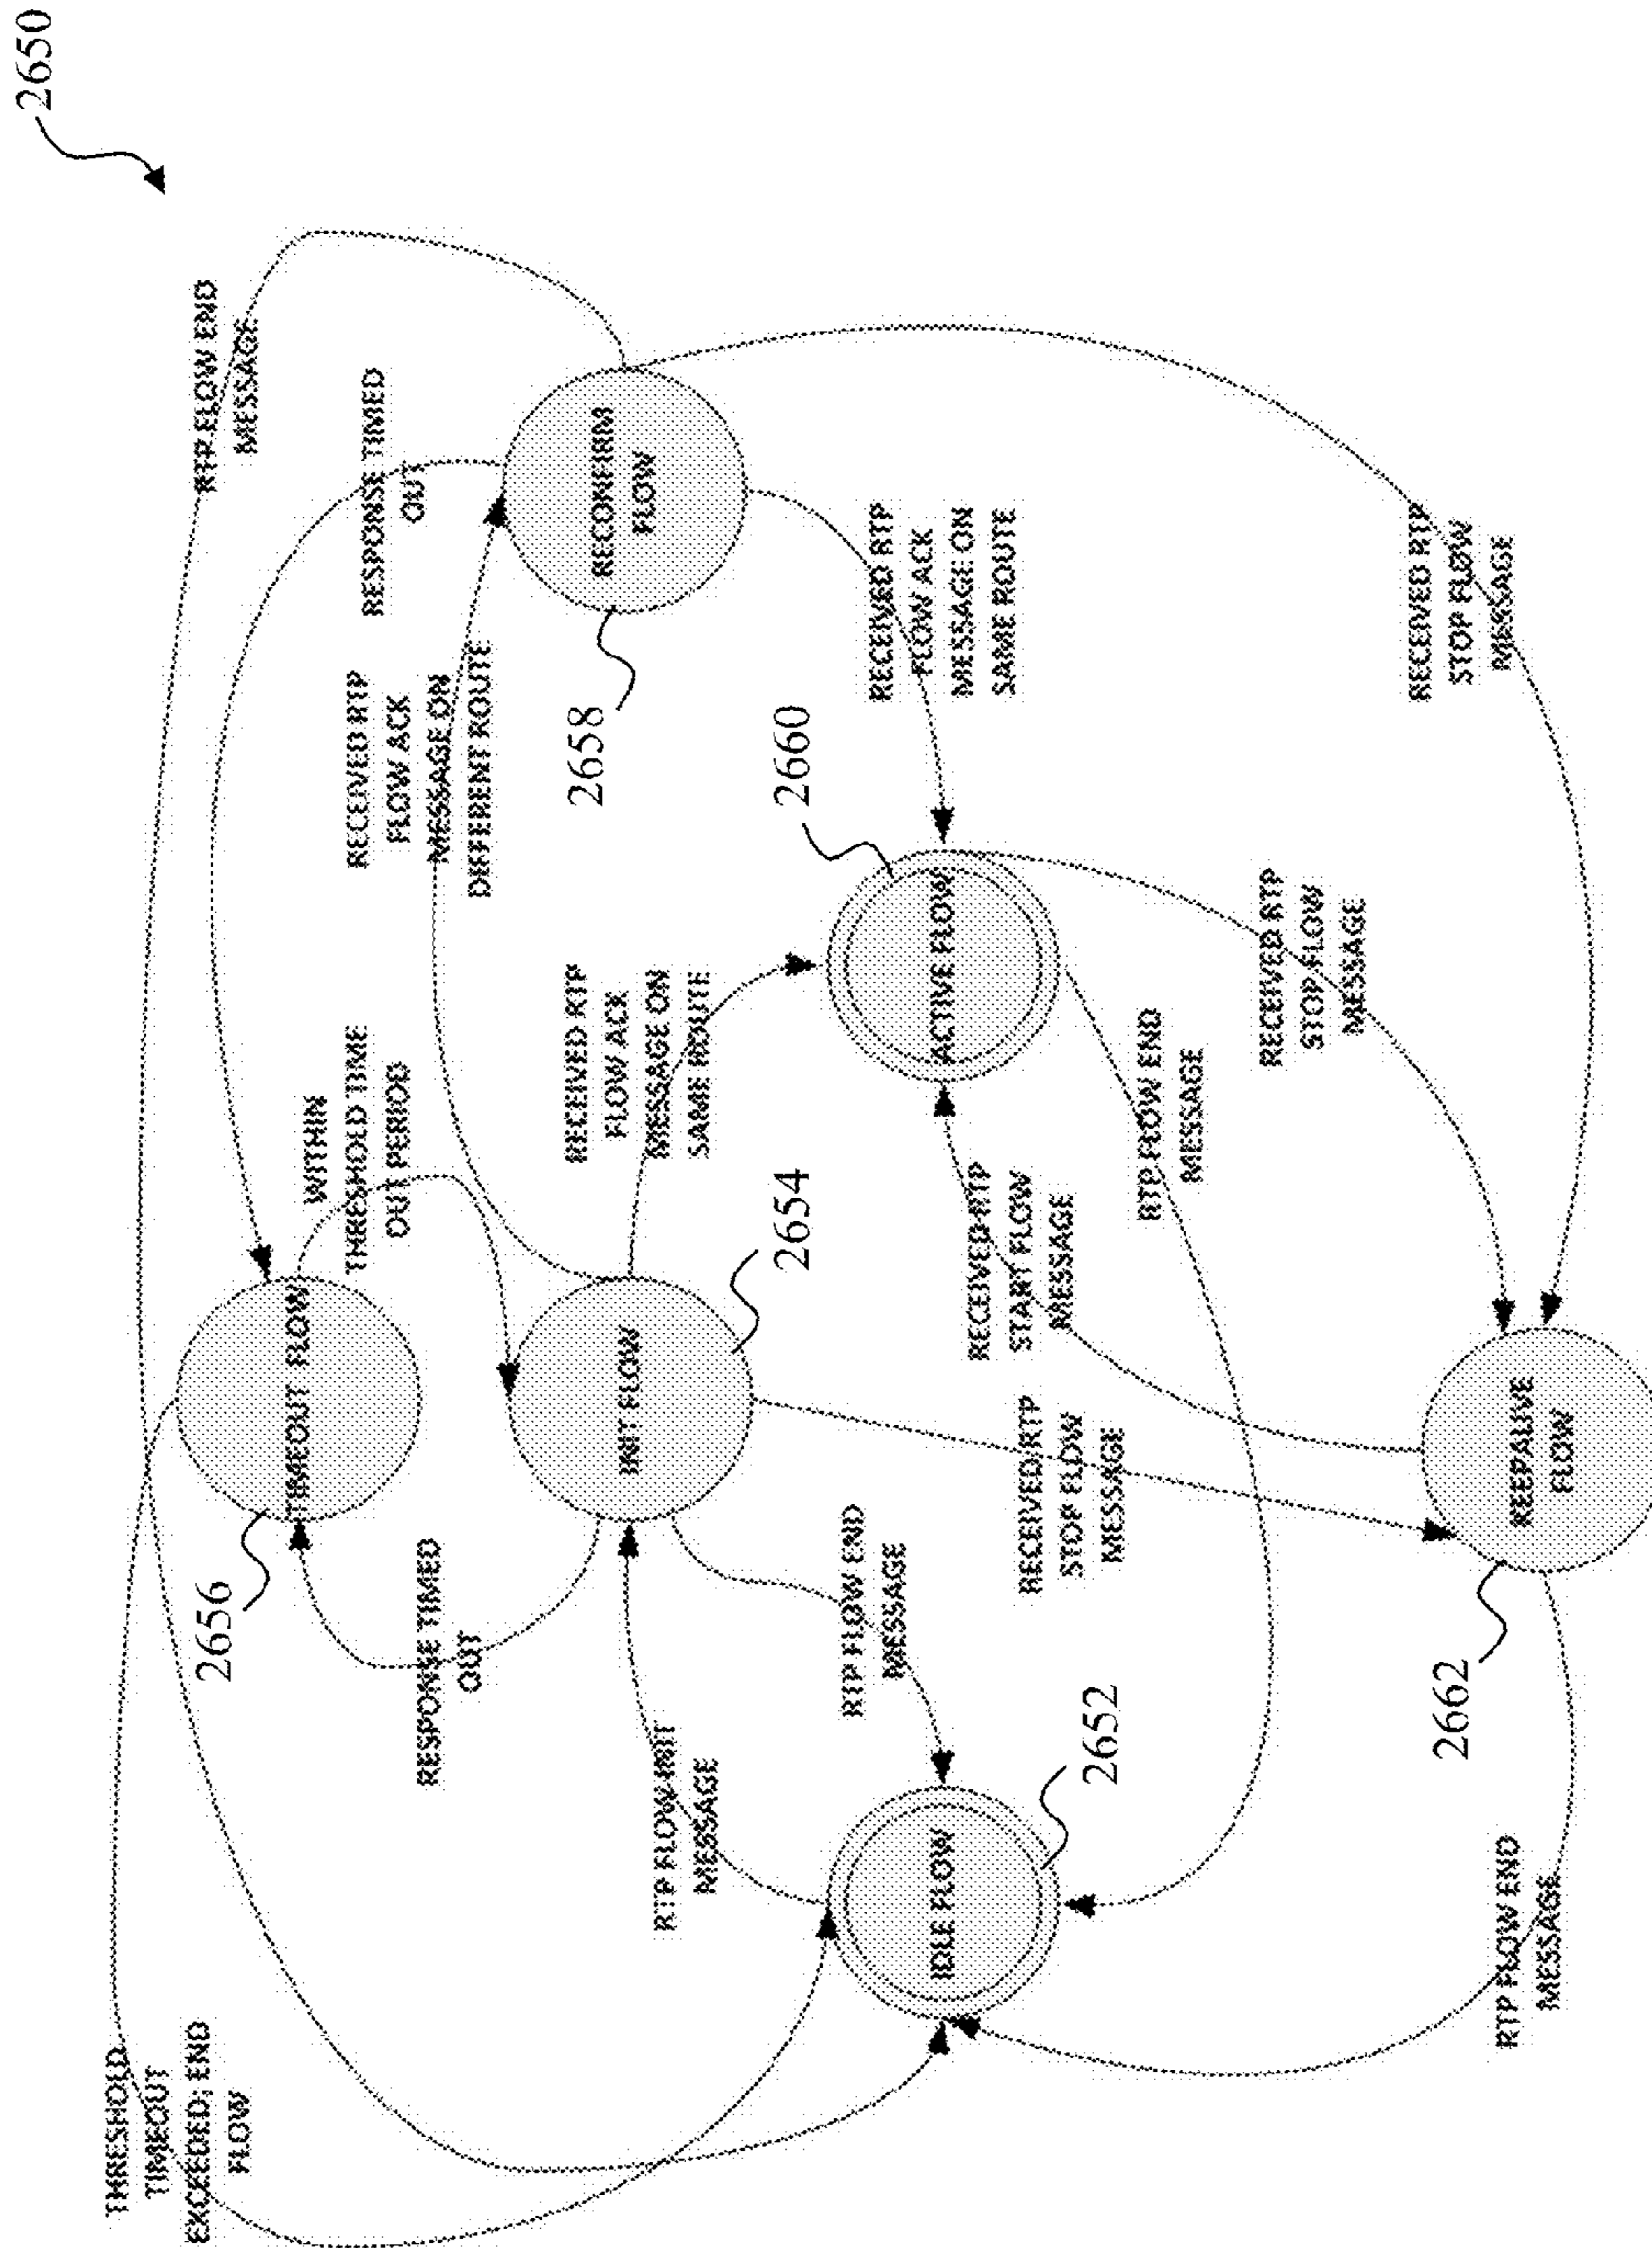 2650
THRESHOLD
TIMEOUT
EXCEEDED; END
FLOW
RTP FLOW END
MESSAGE
2656
TIMEOUT FLOW
WITHIN
THRESHOLD TIME
OUT PERIOD
RESPONSE TIMED
OUT
RESPONSE TIMED
OUT
RECEIVED RTP
FLOW ACK
MESSAGE ON
DIFFERENT ROUTE
RTP FLOW INIT
MESSAGE
INIT FLOW
2654
RECEIVED RTP
FLOW ACK
MESSAGE ON
SAME ROUTE
RECONFIRM
FLOW
2658
RTP FLOW END
MESSAGE
2660
RECEIVED RTP
FLOW ACK
MESSAGE ON
SAME ROUTE
IDLE FLOW
2652
ACTIVE FLOW
RECEIVED RTP
START FLOW
MESSAGE
RECEIVED RTP
STOP FLOW
MESSAGE
RTP FLOW END
MESSAGE
RECEIVED RTP
STOP FLOW
MESSAGE
RECEIVED RTP
STOP FLOW
MESSAGE
2662
RTP FLOW END
MESSAGE
FLOW